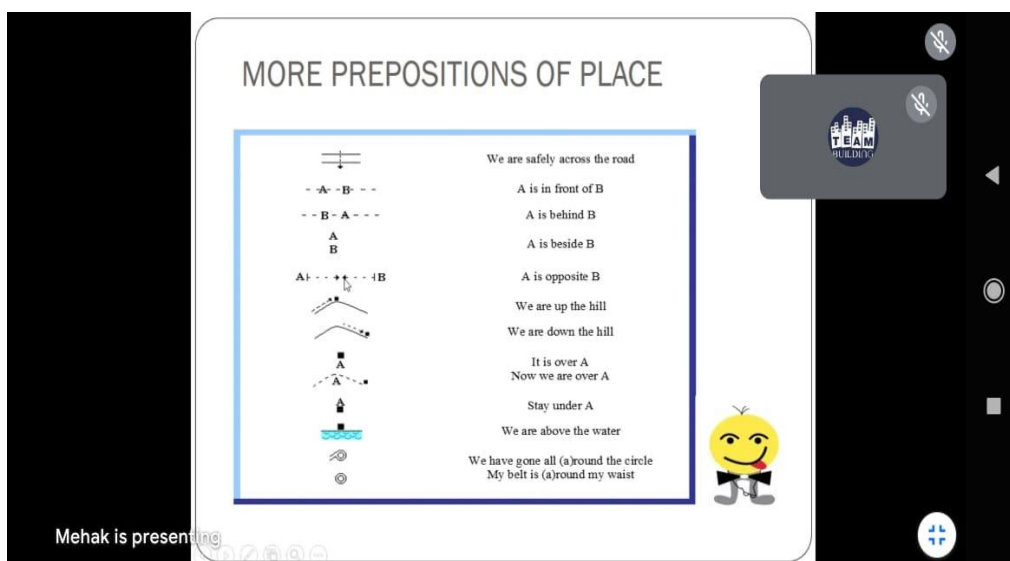 MORE PREPOSITIONS OF PLACE
We are safely across the road
A B
A is in front of B
B A
A is behind B
A
B
A is beside B
A B
A is opposite B
We are up the hill
We are down the hill
A
It is over A
A
Now we are over A
A
Stay under A
We are above the water
We have gone all (a)round the circle
My belt is (a)round my waist
TEAM
BUILDING
Mehak is presenting